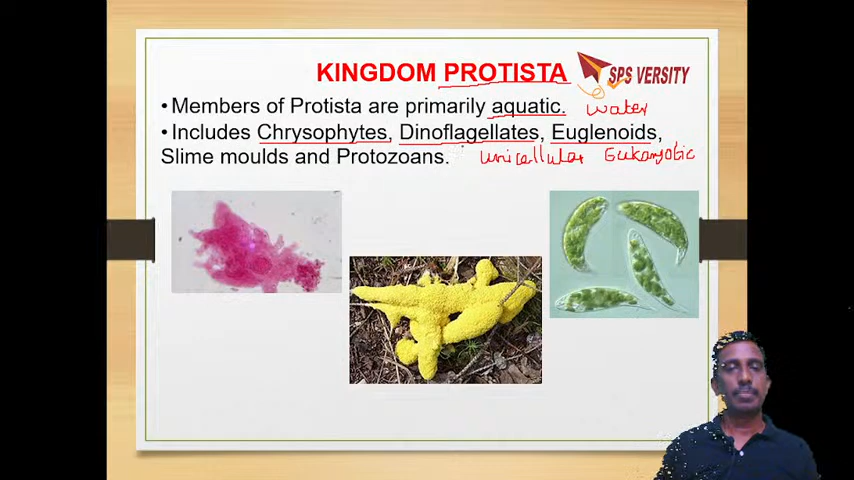 KINGDOM PROTISTA SPS VERSITY
• Members of Protista are primarily aquatic. water
• Includes Chrysophytes, Dinoflagellates, Euglenoids,
Slime moulds and Protozoans. unicellular Eukaryotic